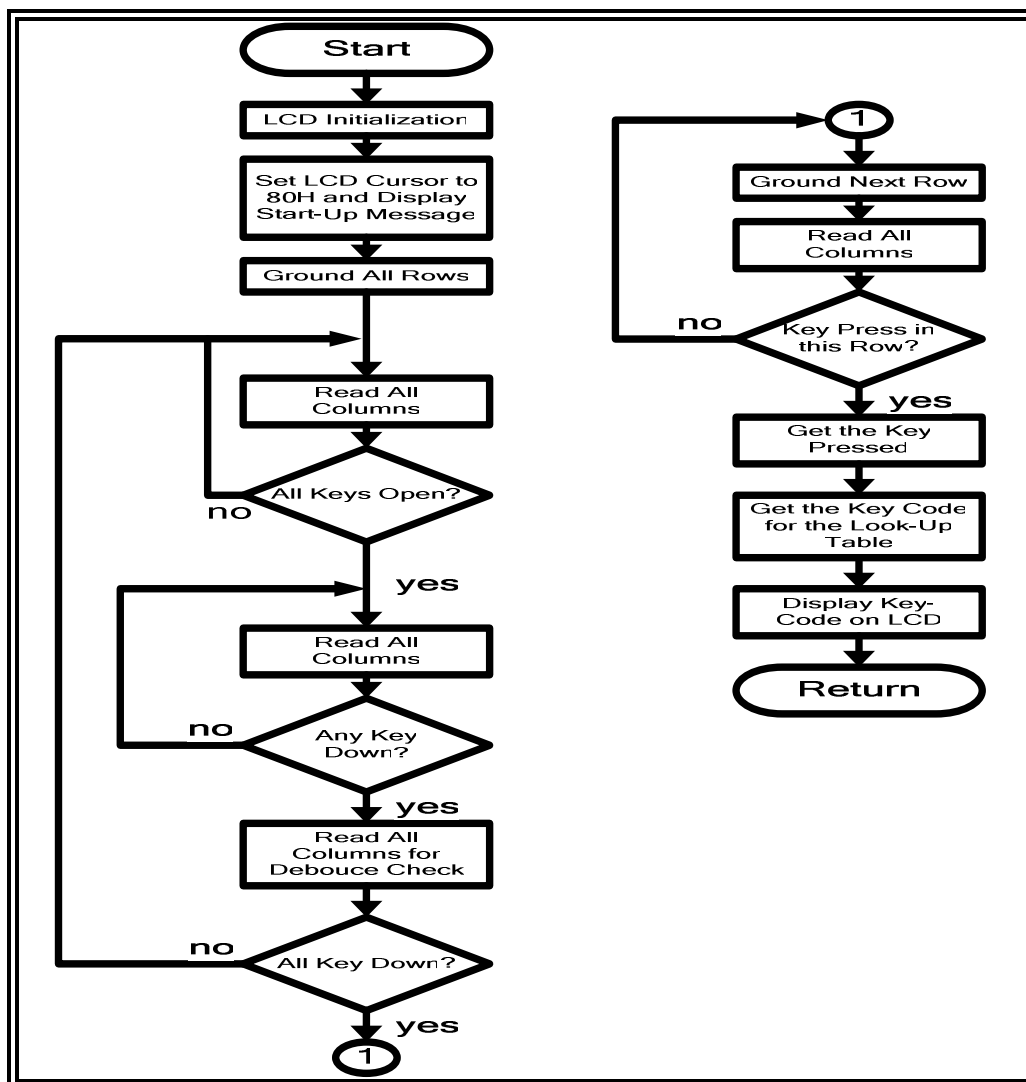 Start
LCD Initialization
Set LCD Cursor to
80H and Display
Start-Up Message
Ground All Rows
Read All
Columns
All Keys Open?
no
yes
Read All
Columns
Any Key
Down?
no
yes
Read All
Columns for
Debouce Check
All Key Down?
no
yes
1
1
Ground Next Row
Read All
Columns
Key Press in
this Row?
no
yes
Get the Key
Pressed
Get the Key Code
for the Look-Up
Table
Display Key-
Code on LCD
Return